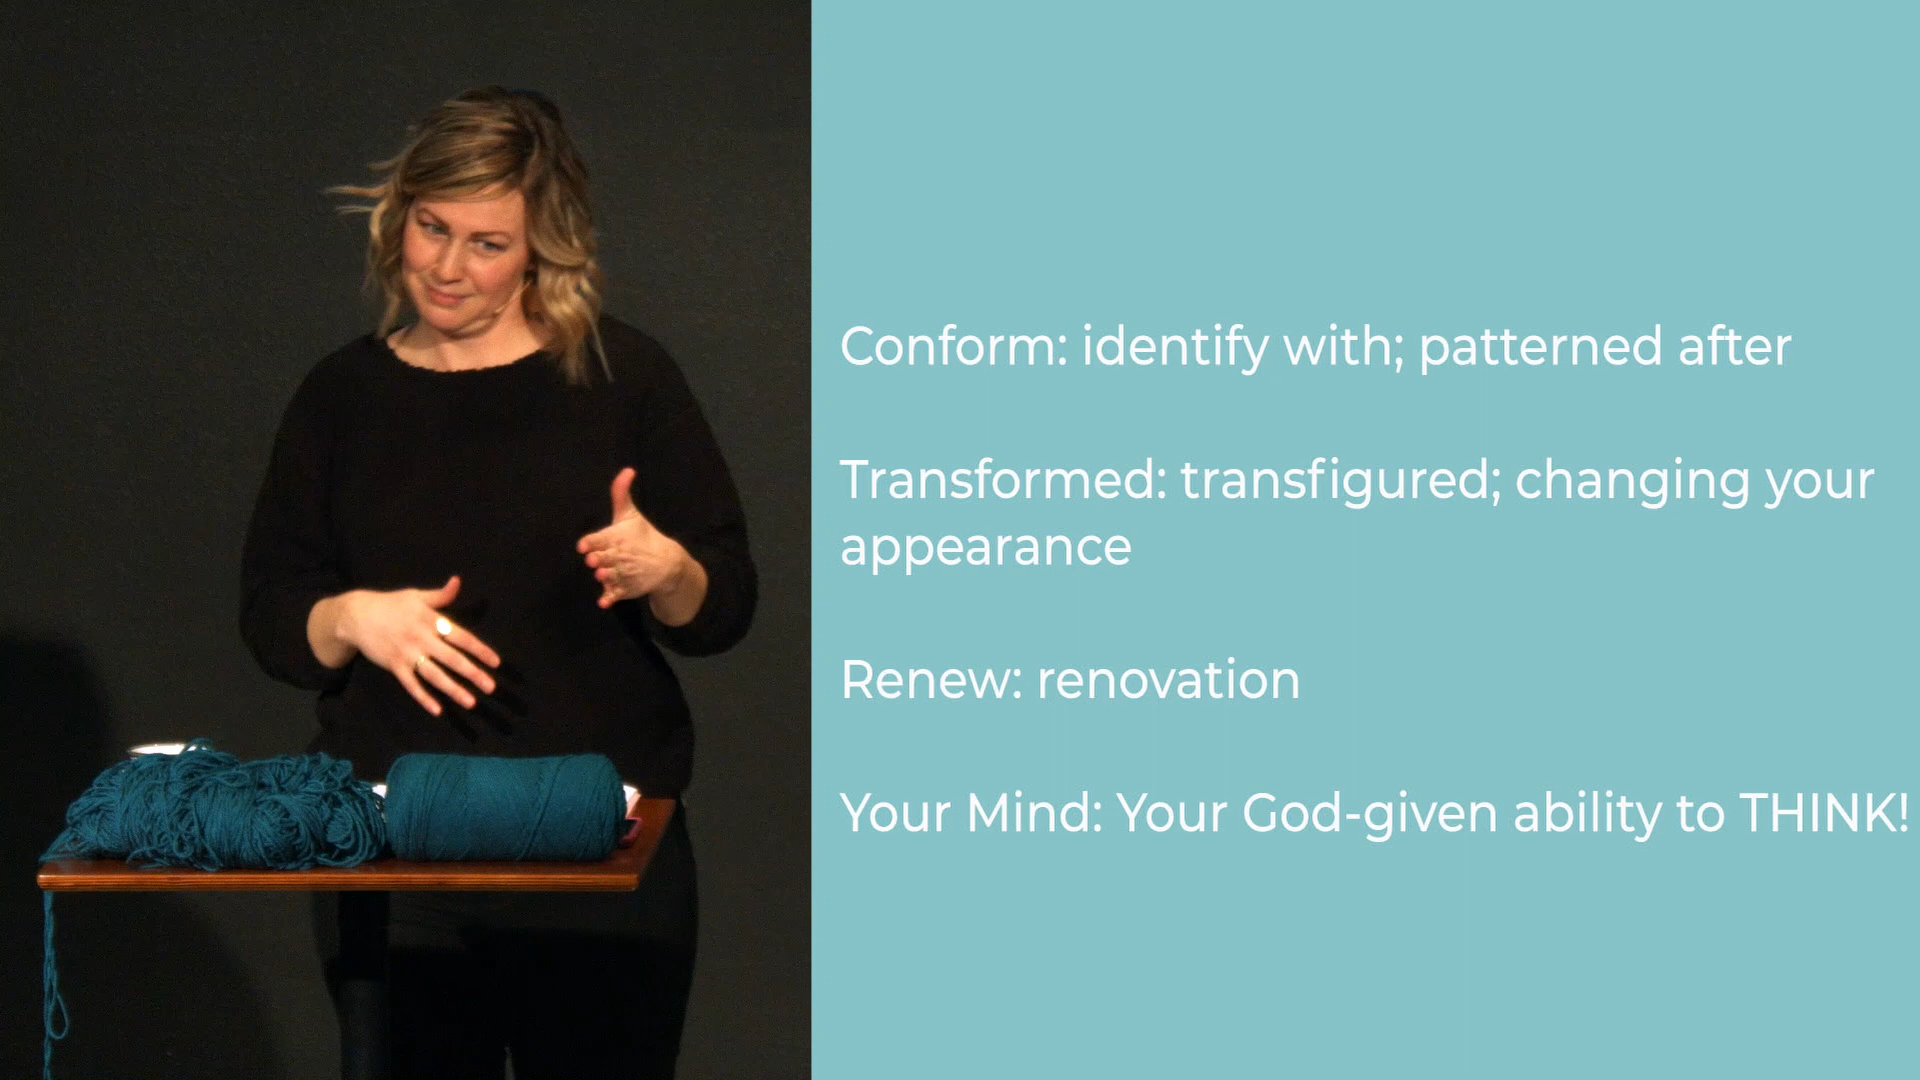 Conform: identify with; patterned after
Transformed: transfigured; changing your
appearance
Renew: renovation
Your Mind: Your God-given ability to THINK!